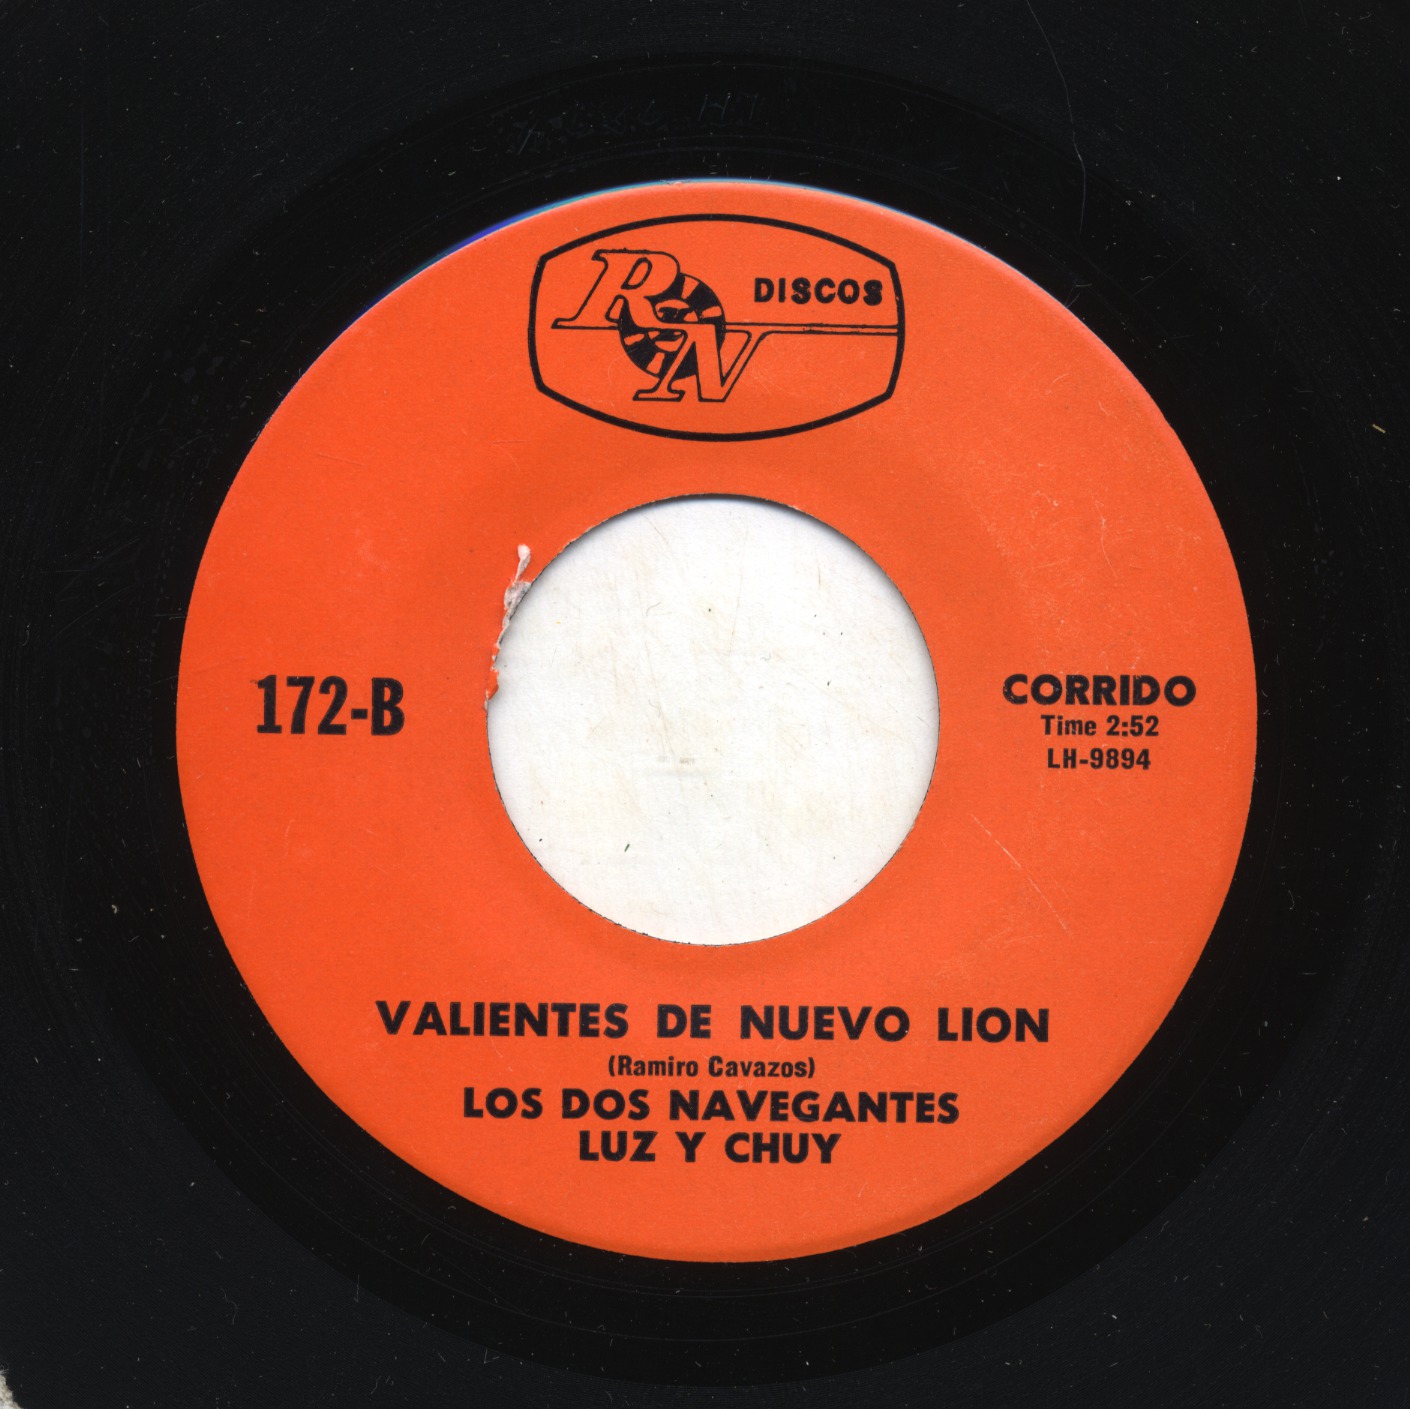 RN DISCOS
172-B
CORRIDO
Time 2:52
LH-9894
VALIENTES DE NUEVO LION
(Ramiro Cavazos)
LOS DOS NAVEGANTES
LUZ Y CHUY